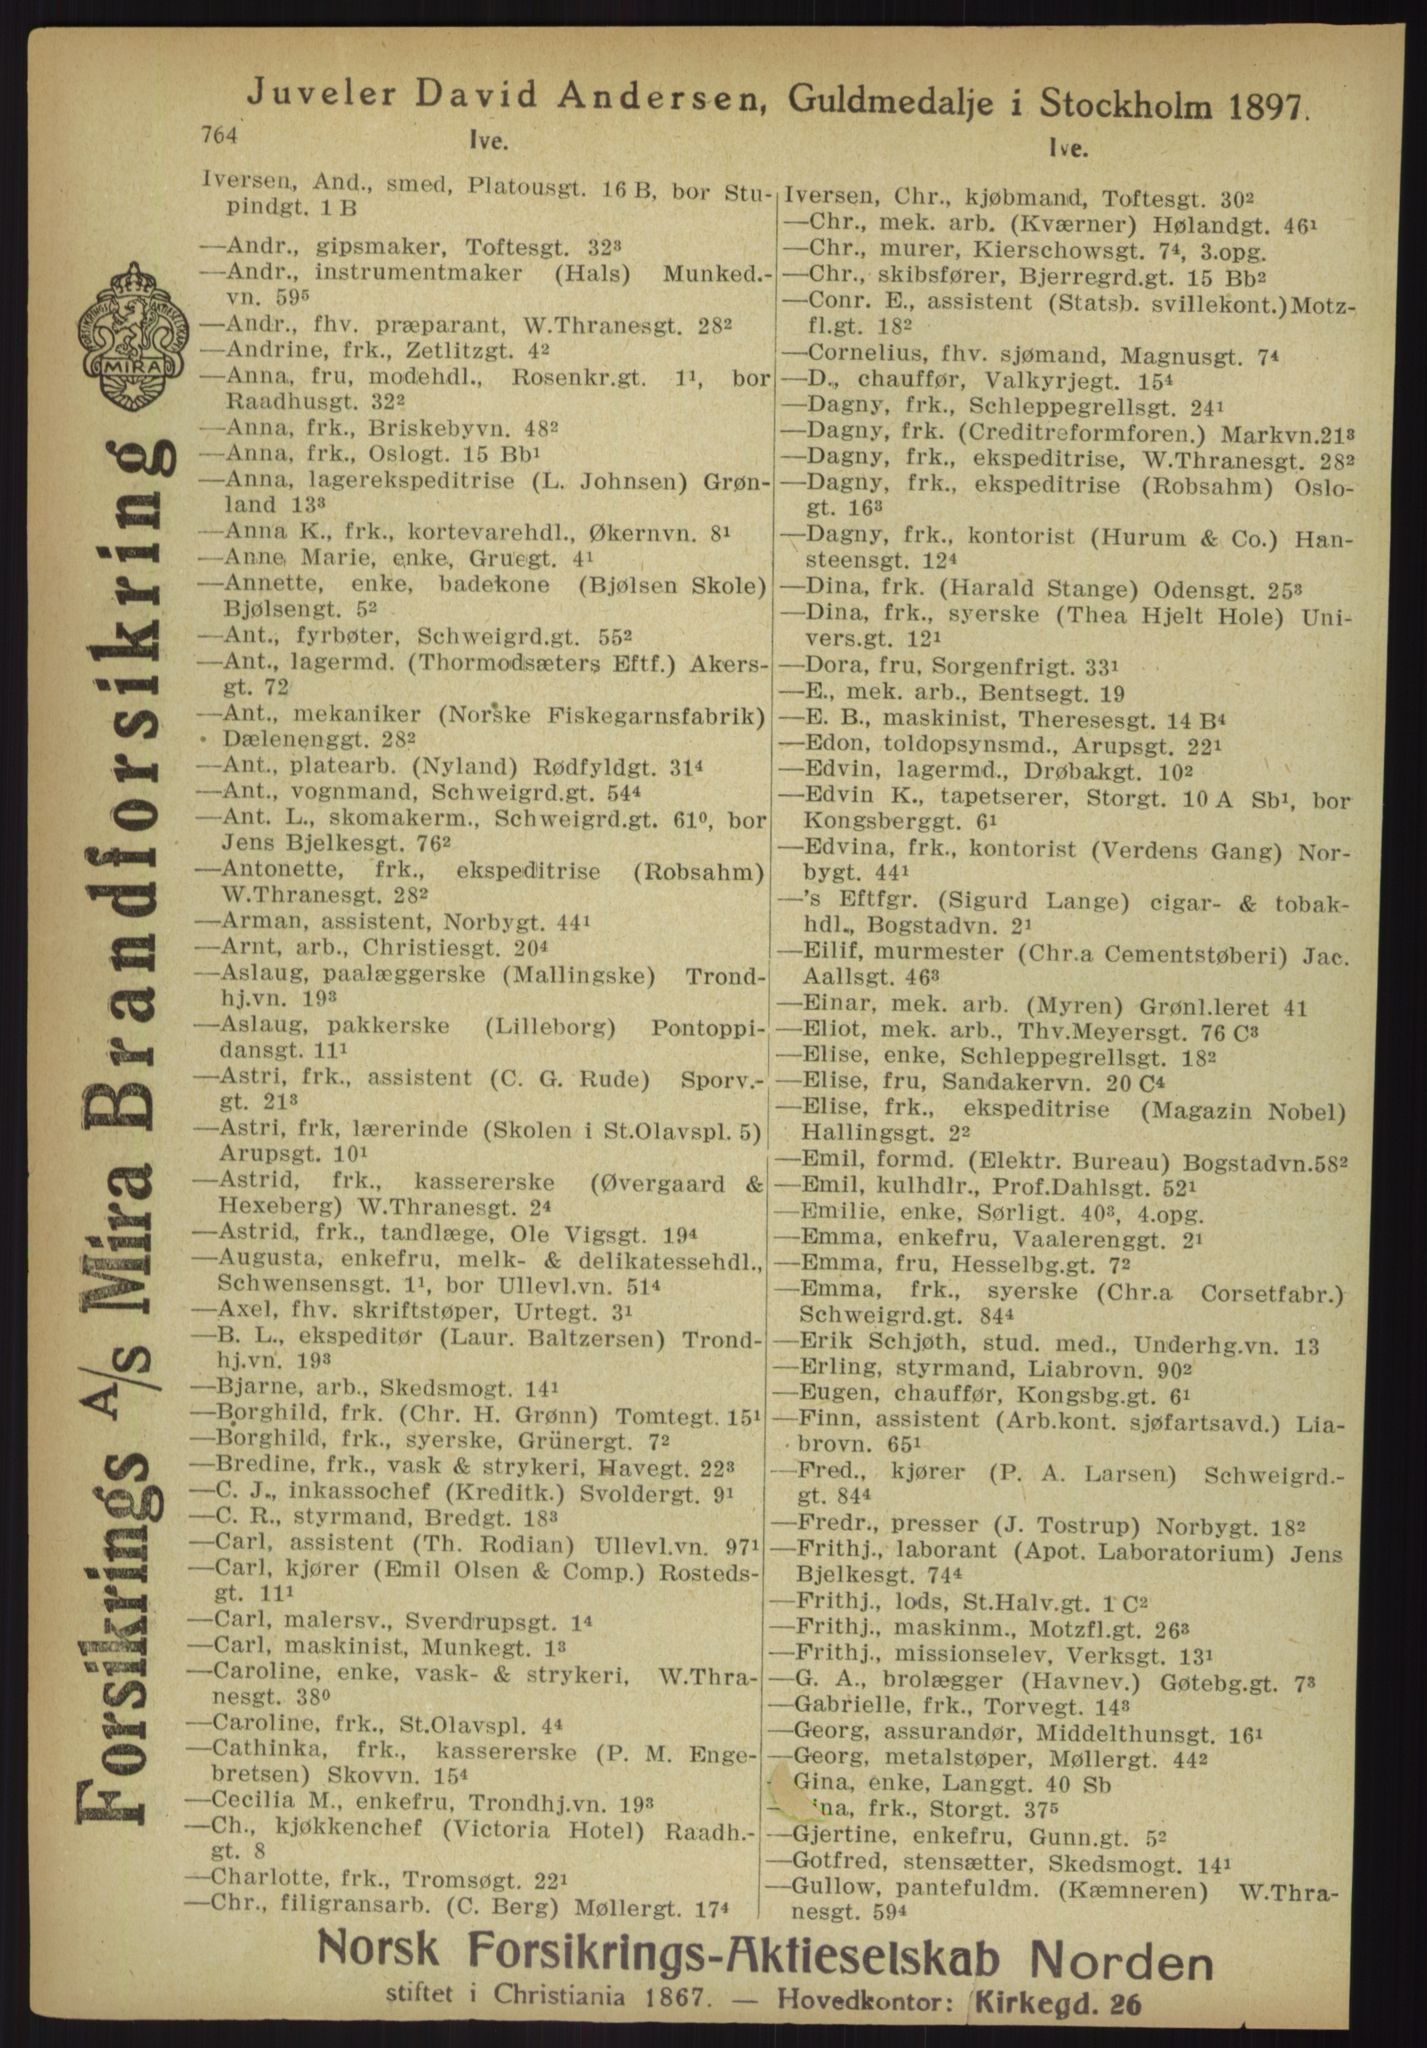 Juveler David Andersen, Guldmedalje i Stockholm 1897.
764
Ive.
Ive.
Iversen, And., smed, Platousgt. 16 B, bor Stu-
pindgt. 1 B
—Andr., gipsmaker, Toftesgt. 32³
—Andr., instrumentmaker (Hals) Munked.-
vn. 59⁵
—Andr., fhv. præparant, W.Thranesgt. 28²
—Andrine, frk., Zetlitzgt. 4²
—Anna, fru, modehdl., Rosenkr.gt. 1¹, bor
Raadhusgt. 32²
—Anna, frk., Briskebyvn. 48²
—Anna, frk., Oslogt. 15 Bb¹
—Anna, lagerekspeditrise (L. Johnsen) Grøn-
land 13³
—Anna K., frk., kortevarehdl., Økernvn. 8¹
—Anne Marie, enke, Gruegt. 4¹
—Annette, enke, badekone (Bjølsen Skole)
Bjølsengt. 5²
—Ant., fyrbøter, Schweigrd.gt. 55²
—Ant., lagermd. (Thormodsæters Eftf.) Akers-
gt. 72
—Ant., mekaniker (Norske Fiskegarnsfabrik)
Dælenenggt. 28²
—Ant., platearb. (Nyland) Rødfyldgt. 31⁴
—Ant., vognmand, Schweigrd.gt. 54⁴
—Ant. L., skomakerm., Schweigrd.gt. 61⁰, bor
Jens Bjelkesgt. 76²
—Antonette, frk., ekspeditrise (Robsahm)
W.Thranesgt. 28²
—Arman, assistent, Norbygt. 44¹
—Arnt, arb., Christiesgt. 20⁴
—Aslaug, paalæggerske (Mallingske) Trond-
hj.vn. 19³
—Aslaug, pakkerske (Lilleborg) Pontoppi-
dansgt. 11¹
—Astri, frk., assistent (C. G. Rude) Sporv.-
gt. 21³
—Astri, frk, lærerinde (Skolen i St.Olavspl. 5)
Arupsgt. 10¹
—Astrid, frk., kassererske (Øvergaard &
Hexeberg) W.Thranesgt. 2⁴
—Astrid, frk., tandlæge, Ole Vigsgt. 19⁴
—Augusta, enkefru, melk- & delikatessehdl.,
Schwensensgt. 1¹, bor Ullevl.vn. 51⁴
—Axel, fhv. skriftstøper, Urtegt. 3¹
—B. L., ekspeditør (Laur. Baltzersen) Trond-
hj.vn. 19³
—Bjarne, arb., Skedsmogt. 14¹
—Borghild, frk. (Chr. H. Grønn) Tomtegt. 15¹
—Borghild, frk., syerske, Grünergt. 7²
—Bredine, frk., vask & strykeri, Havegt. 22³
—C. J., inkassochef (Kreditk.) Svoldergt. 9¹
—C. R., styrmand, Bredgt. 18³
—Carl, assistent (Th. Rodian) Ullevl.vn. 97¹
—Carl, kjører (Emil Olsen & Comp.) Rosteds-
gt. 11¹
—Carl, malersv., Sverdrupsgt. 1⁴
—Carl, maskinist, Munkegt. 1³
—Caroline, enke, vask- & strykeri, W.Thra-
nesgt. 38⁰
—Caroline, frk., St.Olavspl. 4⁴
—Cathinka, frk., kassererske (P. M. Enge-
bretsen) Skovvn. 15⁴
—Cecilia M., enkefru, Trondhj.vn. 19³
—Ch., kjøkkenchef (Victoria Hotel) Raadh.-
gt. 8
—Charlotte, frk., Tromsøgt. 22¹
—Chr., filigransarb. (C. Berg) Møllergt. 17⁴
Iversen, Chr., kjøbmand, Toftesgt. 30²
—Chr., mek. arb. (Kværner) Hølandgt. 46¹
—Chr., murer, Kierschowsgt. 7⁴, 3.opg.
—Chr., skibsfører, Bjerregrd.gt. 15 Bb²
—Conr. E., assistent (Statsb. svillekont.)Motz-
fl.gt. 18²
—Cornelius, fhv. sjømand, Magnusgt. 7⁴
—D., chauffør, Valkyrjegt. 15⁴
—Dagny, frk., Schleppegrellsgt. 24¹
—Dagny, frk. (Creditreformforen.) Markvn.21³
—Dagny, frk., ekspeditrise, W.Thranesgt. 28²
—Dagny, frk., ekspeditrise (Robsahm) Oslo-
gt. 16³
—Dagny, frk., kontorist (Hurum & Co.) Han-
steensgt. 12⁴
—Dina, frk. (Harald Stange) Odensgt. 25³
—Dina, frk., syerske (Thea Hjelt Hole) Uni-
vers.gt. 12¹
—Dora, fru, Sorgenfrigt. 33¹
—E., mek. arb., Bentsegt. 19
—E. B., maskinist, Theresesgt. 14 B⁴
—Edon, toldopsynsmd., Arupsgt. 22¹
—Edvin, lagermd., Drøbakgt. 10²
—Edvin K., tapetserer, Storgt. 10 A Sb¹, bor
Kongsberggt. 6¹
—Edvina, frk., kontorist (Verdens Gang) Nor-
bygt. 44¹
—'s Eftfgr. (Sigurd Lange) cigar- & tobak-
hdl., Bogstadvn. 2¹
—Eilif, murmester (Chr.a Cementstøberi) Jac.
Aallsgt. 46³
—Einar, mek. arb. (Myren) Grønl.leret 41
—Eliot, mek. arb., Thv.Meyersgt. 76 C³
—Elise, enke, Schleppegrellsgt. 18²
—Elise, fru, Sandakervn. 20 C⁴
—Elise, frk., ekspeditrise (Magazin Nobel)
Hallingsgt. 2²
—Emil, formd. (Elektr. Bureau) Bogstadvn.58²
—Emil, kulhdlr., Prof.Dahlsgt. 52¹
—Emilie, enke, Sørligt. 40³, 4.opg.
—Emma, enkefru, Vaalerenggt. 2¹
—Emma, fru, Hesselbg.gt. 7²
—Emma, frk., syerske (Chr.a Corsetfabr.)
Schweigrd.gt. 84⁴
—Erik Schjøth, stud. med., Underhg.vn. 13
—Erling, styrmand, Liabrovn. 90²
—Eugen, chauffør, Kongsbg.gt. 6¹
—Finn, assistent (Arb.kont. sjøfartsavd.) Lia-
brovn. 65¹
—Fred., kjører (P. A. Larsen) Schweigrd.-
gt. 84⁴
—Fredr., presser (J. Tostrup) Norbygt. 18²
—Frithj., laborant (Apot. Laboratorium) Jens
Bjelkesgt. 74⁴
—Frithj., lods, St.Halv.gt. 1 C²
—Frithj., maskinm., Motzfl.gt. 26³
—Frithj., missionselev, Verksgt. 13¹
—G. A., brolægger (Havnev.) Gøtebg.gt. 7³
—Gabrielle, frk., Torvegt. 14³
—Georg, assurandør, Middelthunsgt. 16¹
—Georg, metalstøper, Møllergt. 44²
Gina, enke, Langgt. 40 Sb
—ina, frk., Storgt. 37⁵
—Gjertine, enkefru, Gunn.gt. 5²
—Gotfred, stensætter, Skedsmogt. 14¹
—Gullow, pantefuldm. (Kæmneren) W.Thra-
nesgt. 59⁴
Forsikrings A/s Mira Brandforsikring
MIRA
Norsk Forsikrings-Aktieselskab Norden
stiftet i Christiania 1867. — Hovedkontor: Kirkegd. 26